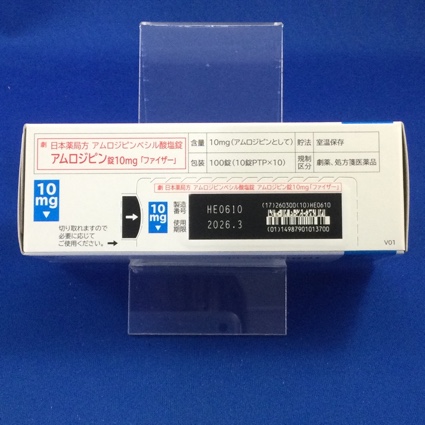 劇 日本薬局方 アムロジピンベシル酸塩錠
アムロジピン錠10mg「ファイザー」
含量 10mg(アムロジピンとして) 貯法 室温保存
包装 100錠(10錠PTP×10) 規制区分 劇薬、処方箋医薬品
10mg
切り取れますので
必要に応じて
ご使用ください。
劇 日本薬局方 アムロジピンベシル酸塩錠 アムロジピン錠10mg「ファイザー」
10mg
製造番号 HE0610
使用期限 2026.3
(17)260300(10)HE0610
(01)14987901013700
V01